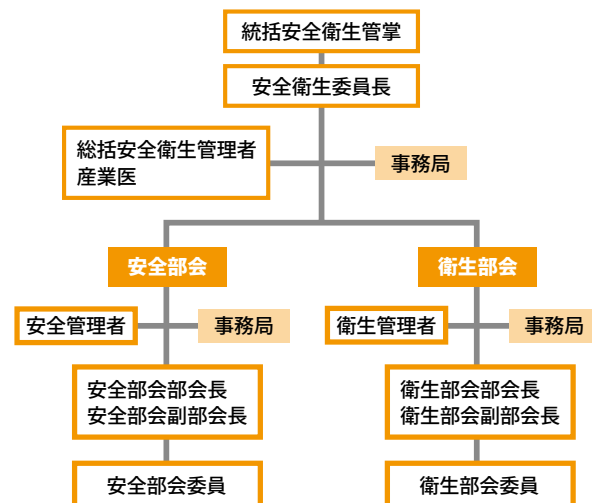 統括安全衛生管掌
安全衛生委員長
総括安全衛生管理者
産業医
事務局
安全部会
衛生部会
安全管理者
事務局
衛生管理者
事務局
安全部会部会長
安全部会副部会長
衛生部会部会長
衛生部会副部会長
安全部会委員
衛生部会委員